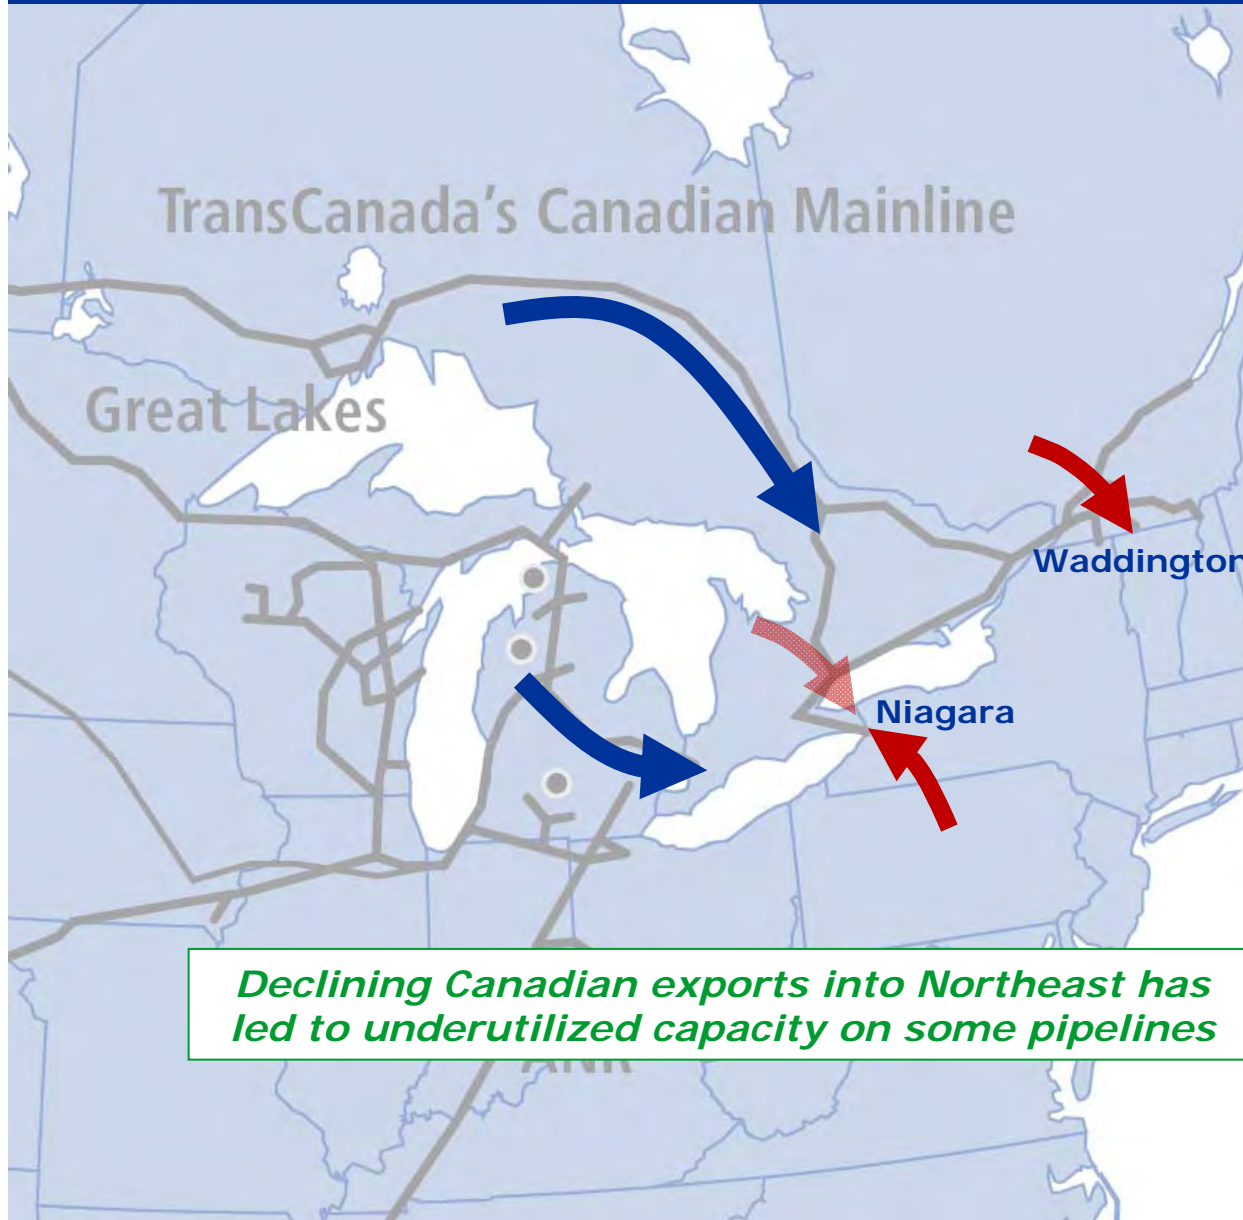 TransCanada's Canadian Mainline
Great Lakes
Waddington
Niagara
Declining Canadian exports into Northeast has
led to underutilized capacity on some pipelines
ANR